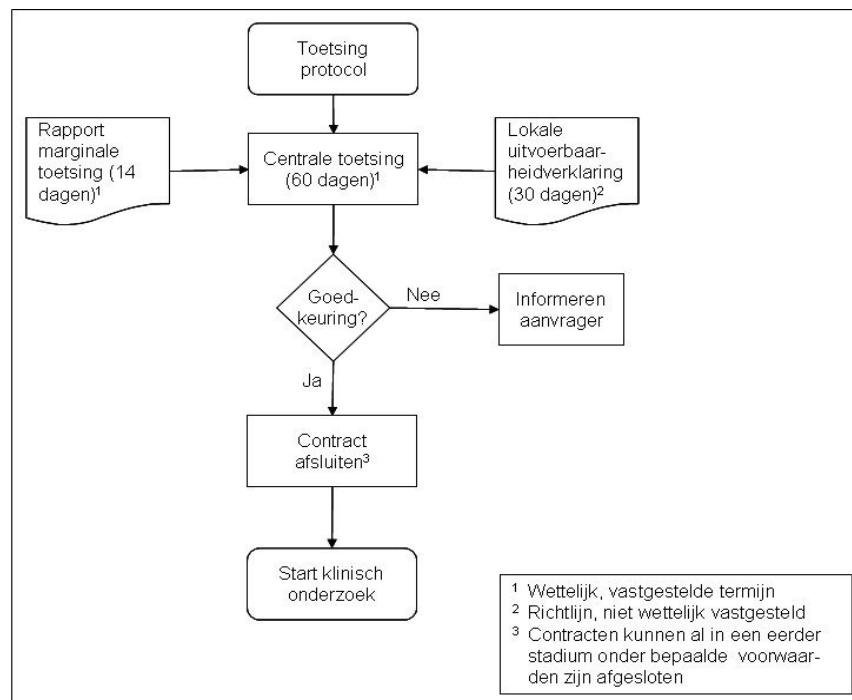 Toetsing
protocol
Rapport
marginale
toetsing (14
dagen)¹
Centrale toetsing
(60 dagen)¹
Lokale
uitvoerbaar-
heidverklaring
(30 dagen)²
Goed-
keuring?
Nee
Informeren
aanvrager
Ja
Contract
afsluiten³
Start klinisch
onderzoek
¹ Wettelijk, vastgestelde termijn
² Richtlijn, niet wettelijk vastgesteld
³ Contracten kunnen al in een eerder
stadium onder bepaalde voorwaar-
den zijn afgesloten